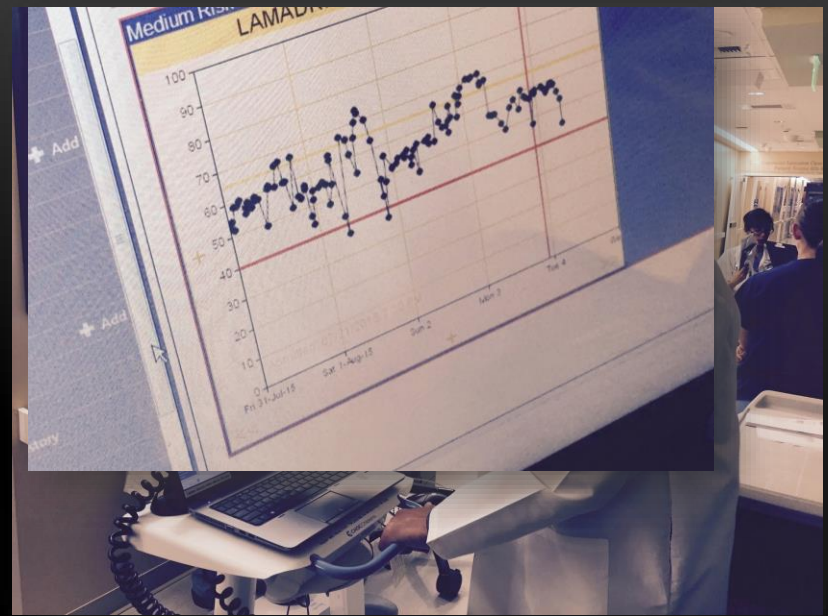 Medium Risk
LAMADR
100
90
80
70
60
50
40
30
20
10
0
Fri 31-Jul-15
Sat 1-Aug-15
Sun 2
Mon 3
Tue 4
Add
Add
story